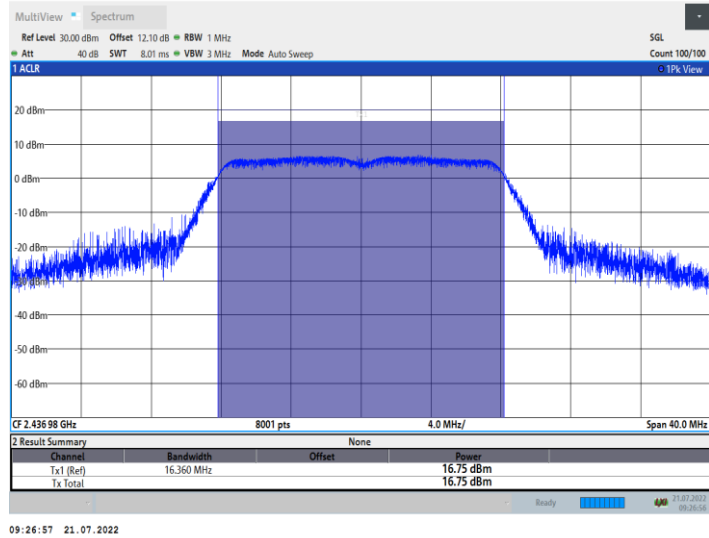 MultiView Spectrum
Ref Level 30.00 dBm Offset 12.10 dB RBW 1 MHz SGL
Att 40 dB SWT 8.01 ms VBW 3 MHz Mode Auto Sweep Count 100/100
1 ACLR 1Pk View
20 dBm
10 dBm
0 dBm
-10 dBm
-20 dBm
-40 dBm
-50 dBm
-60 dBm
CF 2.436 98 GHz 8001 pts 4.0 MHz/ Span 40.0 MHz
2 Result Summary None
Channel Bandwidth Offset Power
Tx1 (Ref) 16.360 MHz 16.75 dBm
Tx Total 16.75 dBm
Ready 21.07.2022
09:26:56
09:26:57 21.07.2022